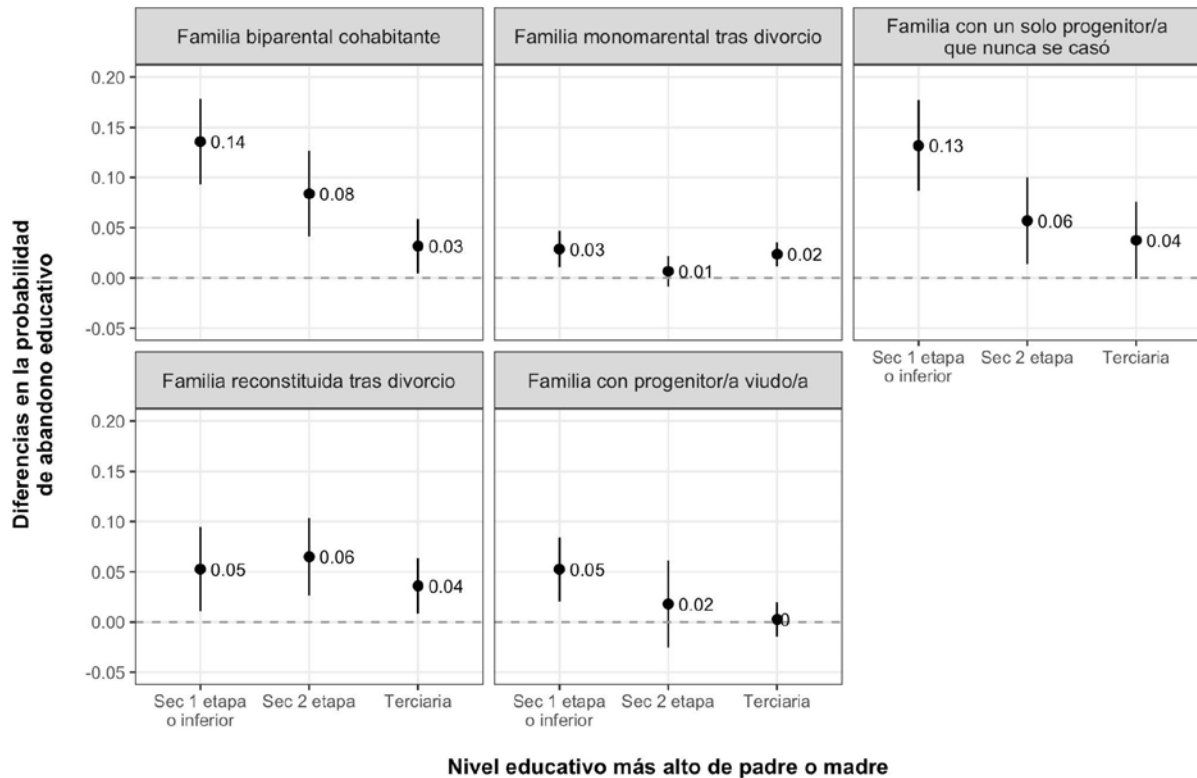 Familia biparental cohabitante
Familia monomarental tras divorcio
Familia con un solo progenitor/a
que nunca se casó
0.20
0.15
0.10
0.05
0.00
-0.05
0.14
0.08
0.03
0.03
0.01
0.02
0.13
0.06
0.04
Sec 1 etapa
o inferior
Sec 2 etapa
Terciaria
Familia reconstituida tras divorcio
Familia con progenitor/a viudo/a
0.20
0.15
0.10
0.05
0.00
-0.05
0.05
0.06
0.04
0.05
0.02
0
Sec 1 etapa
o inferior
Sec 2 etapa
Terciaria
Sec 1 etapa
o inferior
Sec 2 etapa
Terciaria
Diferencias en la probabilidad
de abandono educativo
Nivel educativo más alto de padre o madre